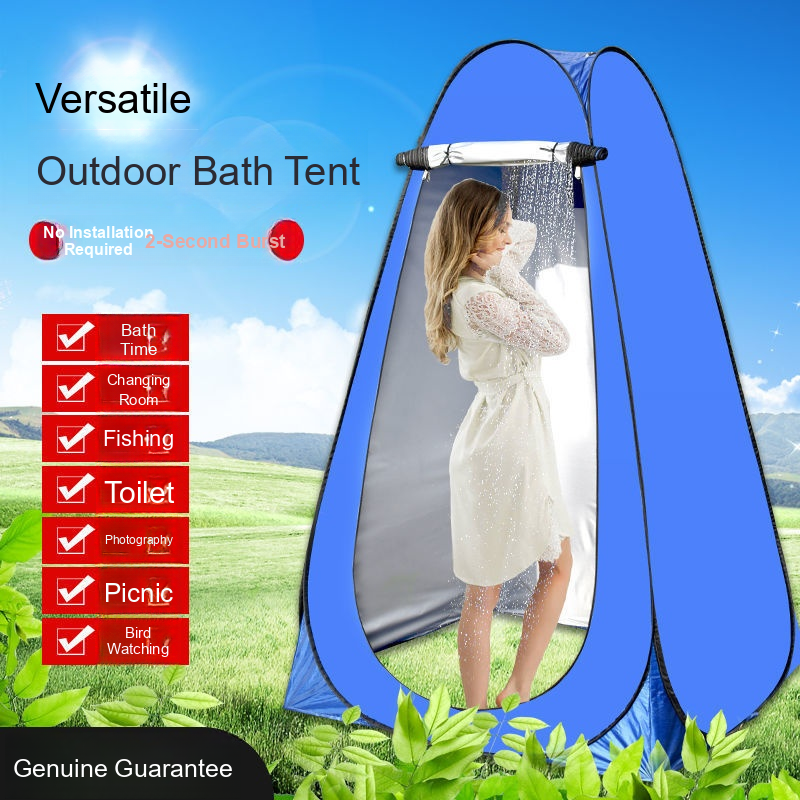 Versatile
Outdoor Bath Tent
No Installation
Required
2-Second Burst
Bath
Time
Changing
Room
Fishing
Toilet
Photography
Picnic
Bird
Watching
Genuine Guarantee